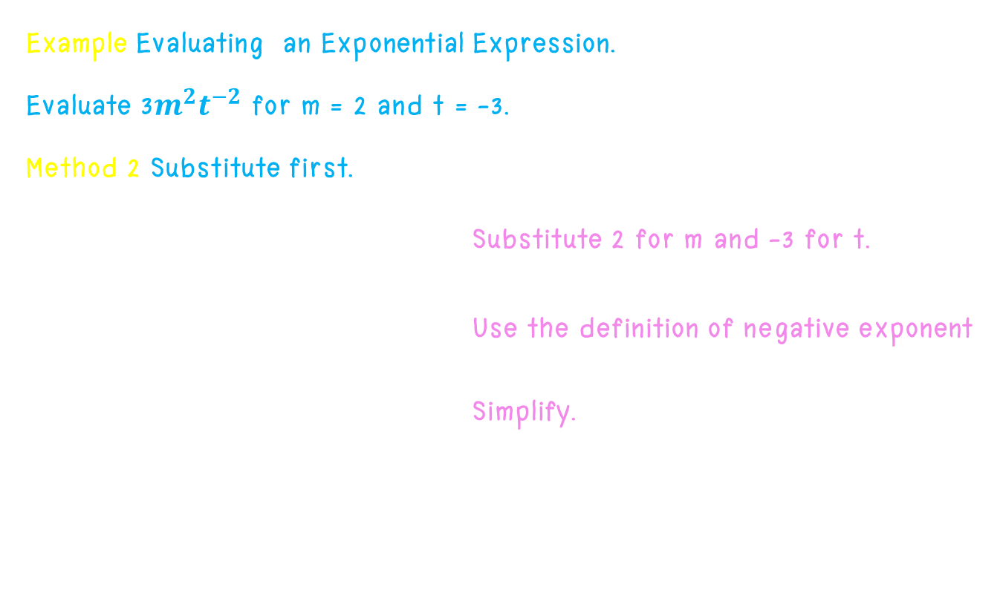 Example Evaluating an Exponential Expression.
Evaluate 3m²t⁻² for m = 2 and t = -3.
Method 2 Substitute first.
Substitute 2 for m and -3 for t.
Use the definition of negative exponent
Simplify.